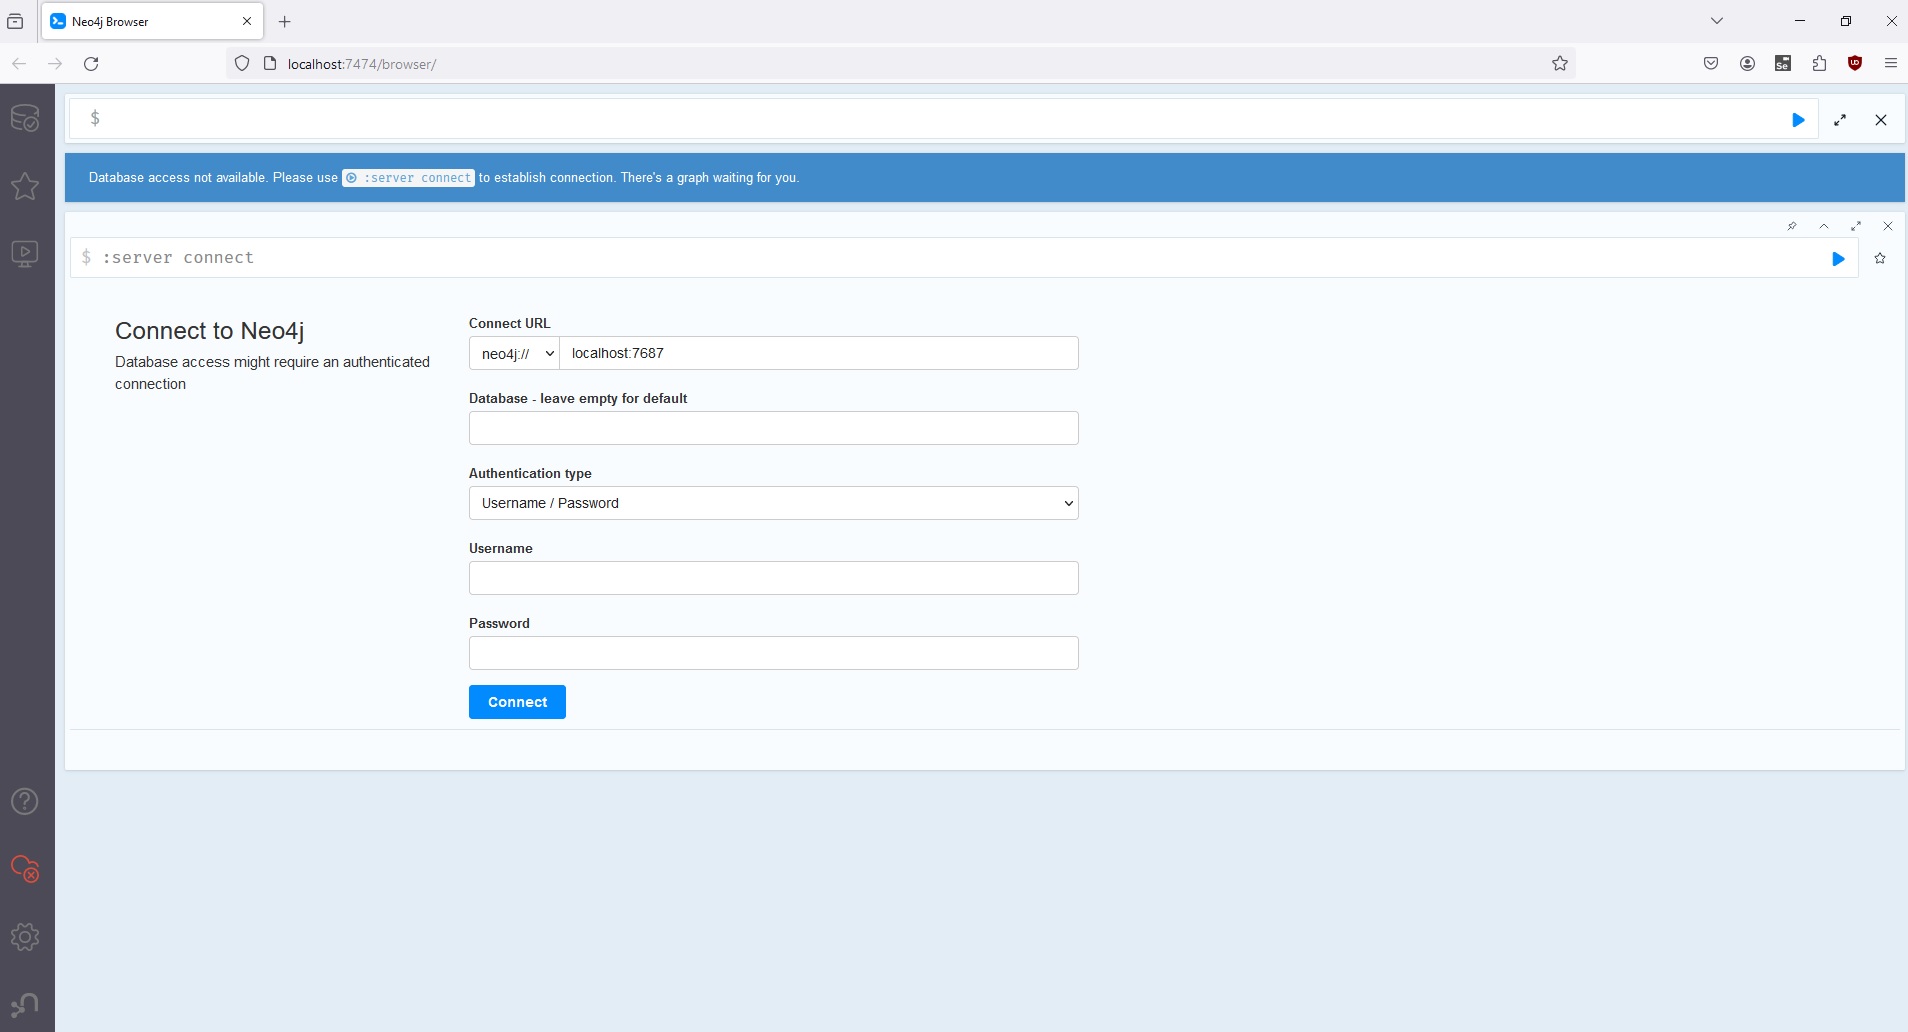 Neo4j Browser
localhost:7474/browser/
$
Database access not available. Please use :server connect to establish connection. There's a graph waiting for you.
$ :server connect
Connect to Neo4j
Database access might require an authenticated
connection
Connect URL
neo4j:// localhost:7687
Database - leave empty for default
Authentication type
Username / Password
Username
Password
Connect